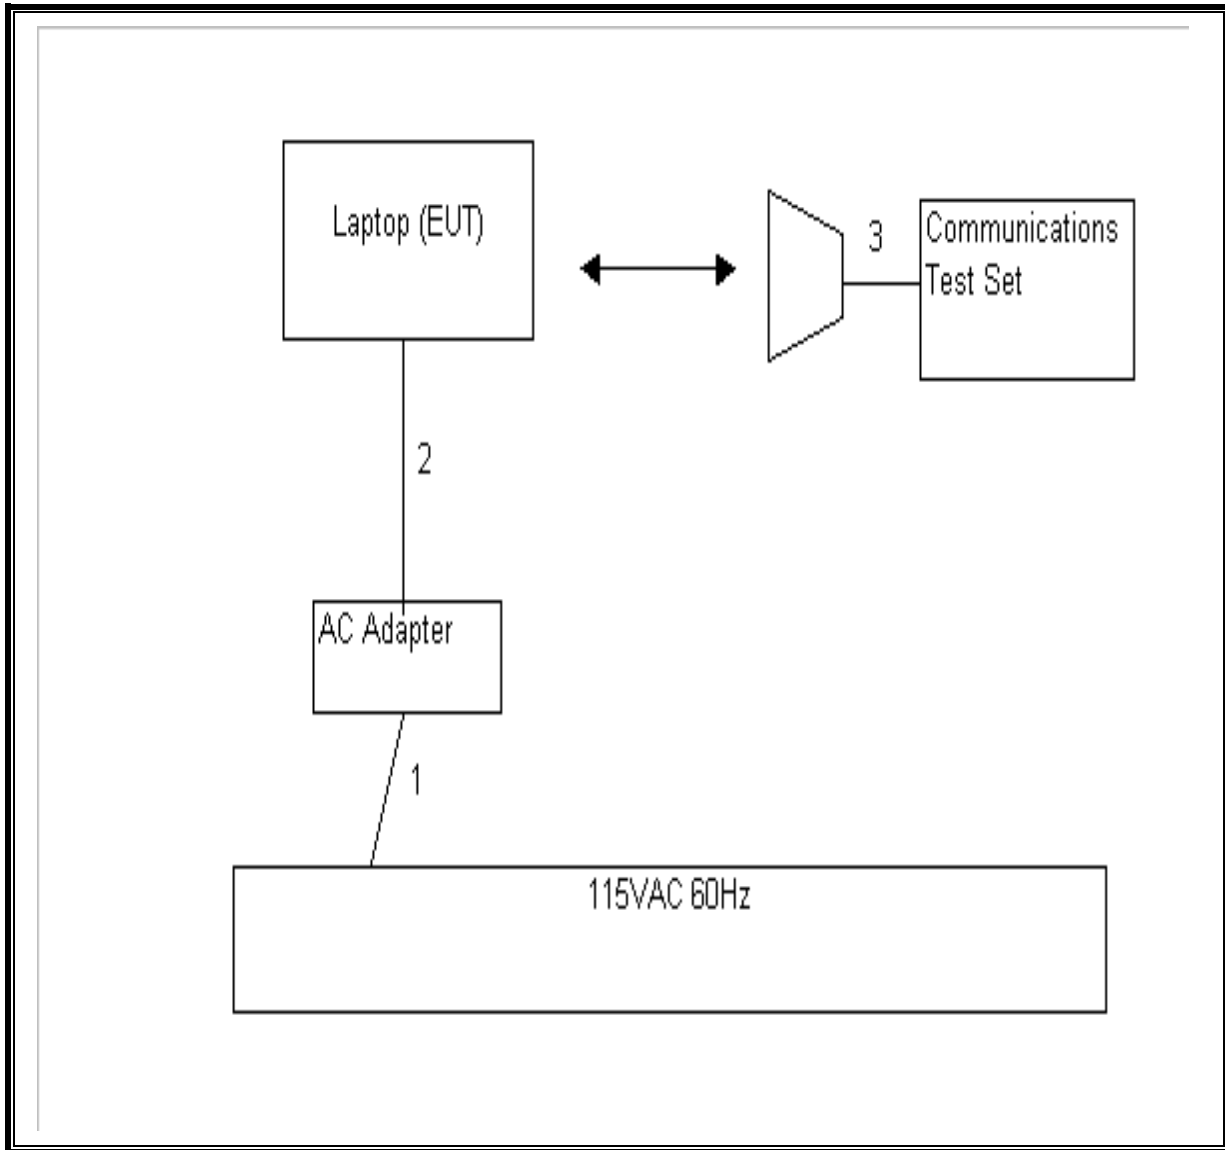 Laptop (EUT)
3
Communications
Test Set
2
AC Adapter
1
115VAC 60Hz